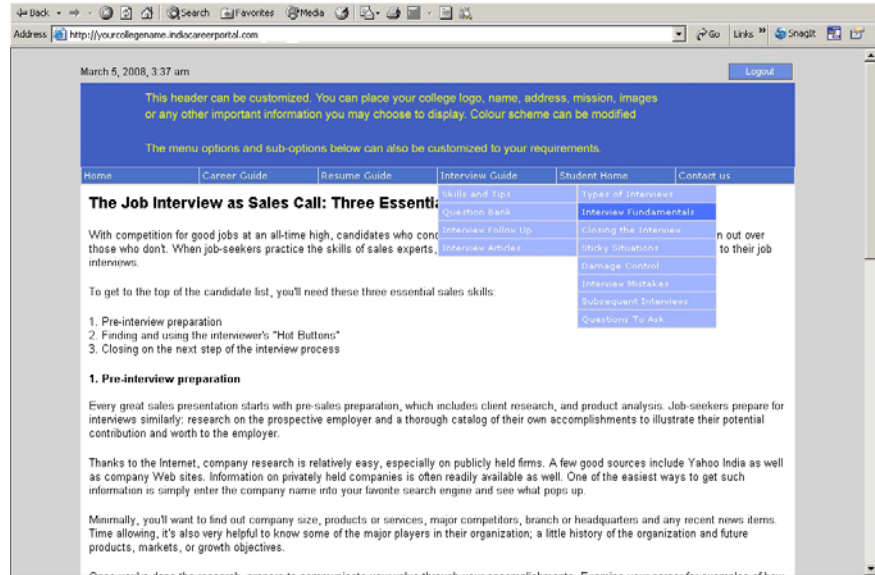 Back Search Favorites Media
Address http://yourcollegename.indiacareerportal.com Go Links » SnagIt
March 5, 2008, 3:37 am Logout
This header can be customized. You can place your college logo, name, address, mission, images
or any other important information you may choose to display. Colour scheme can be modified
The menu options and sub-options below can also be customized to your requirements.
Home Career Guide Resume Guide Interview Guide Student Home Contact us
Skills and Tips Types of Interviews
The Job Interview as Sales Call: Three Essenti
Question Bank Interview Fundamentals
Interview Follow Up Closing the Interview
With competition for good jobs at an all-time high, candidates who con n out over
those who don't. When job-seekers practice the skills of sales experts, to their job
interviews.
Interview Articles Sticky Situations
Damage Control
Interview Mistakes
Subsequent Interviews
Questions To Ask
To get to the top of the candidate list, you'll need these three essential sales skills:
1. Pre-interview preparation
2. Finding and using the interviewer's "Hot Buttons"
3. Closing on the next step of the interview process
1. Pre-interview preparation
Every great sales presentation starts with pre-sales preparation, which includes client research, and product analysis. Job-seekers prepare for
interviews similarly: research on the prospective employer and a thorough catalog of their own accomplishments to illustrate their potential
contribution and worth to the employer.
Thanks to the Internet, company research is relatively easy, especially on publicly held firms. A few good sources include Yahoo India as well
as company Web sites. Information on privately held companies is often readily available as well. One of the easiest ways to get such
information is simply enter the company name into your favorite search engine and see what pops up.
Minimally, you'll want to find out company size, products or services, major competitors, branch or headquarters and any recent news items.
Time allowing, it's also very helpful to know some of the major players in their organization; a little history of the organization and future
products, markets, or growth objectives.